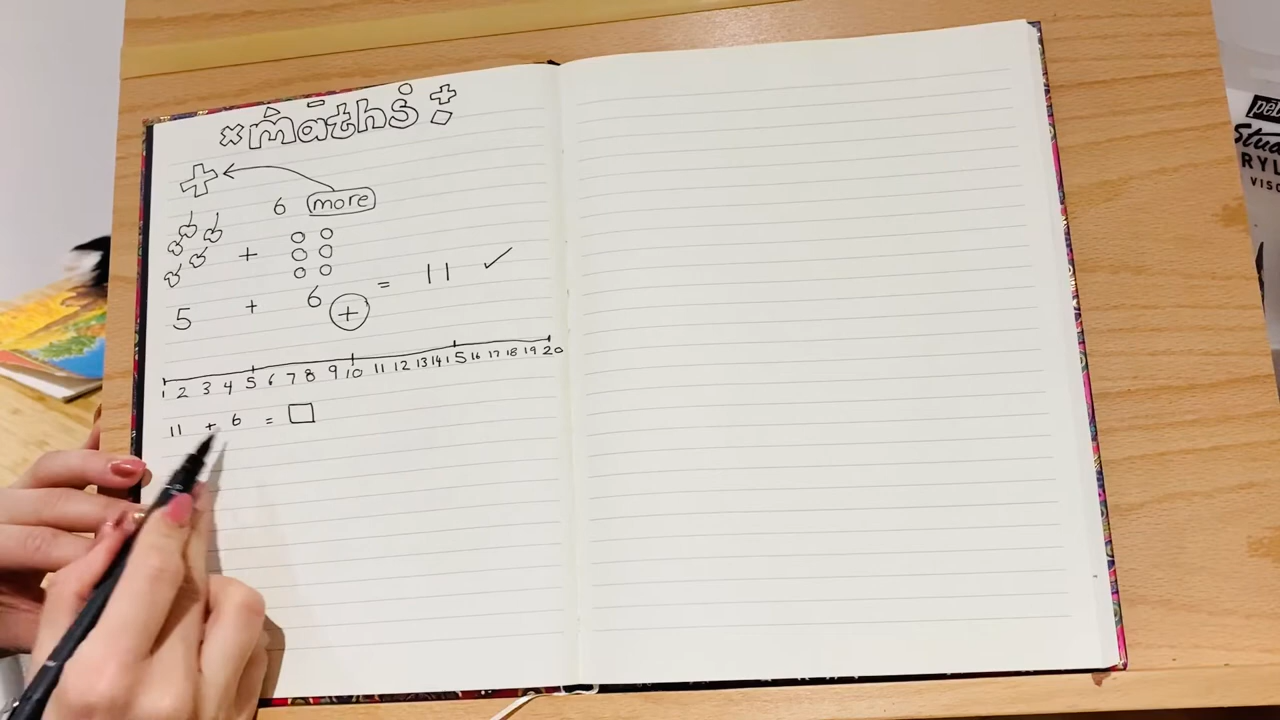 × maths ÷ +
+
6 more
+
5 + 6 + = 11 ✓
1 2 3 4 5 6 7 8 9 10 11 12 13 14 15 16 17 18 19 20
11 + 6 = □
VISC